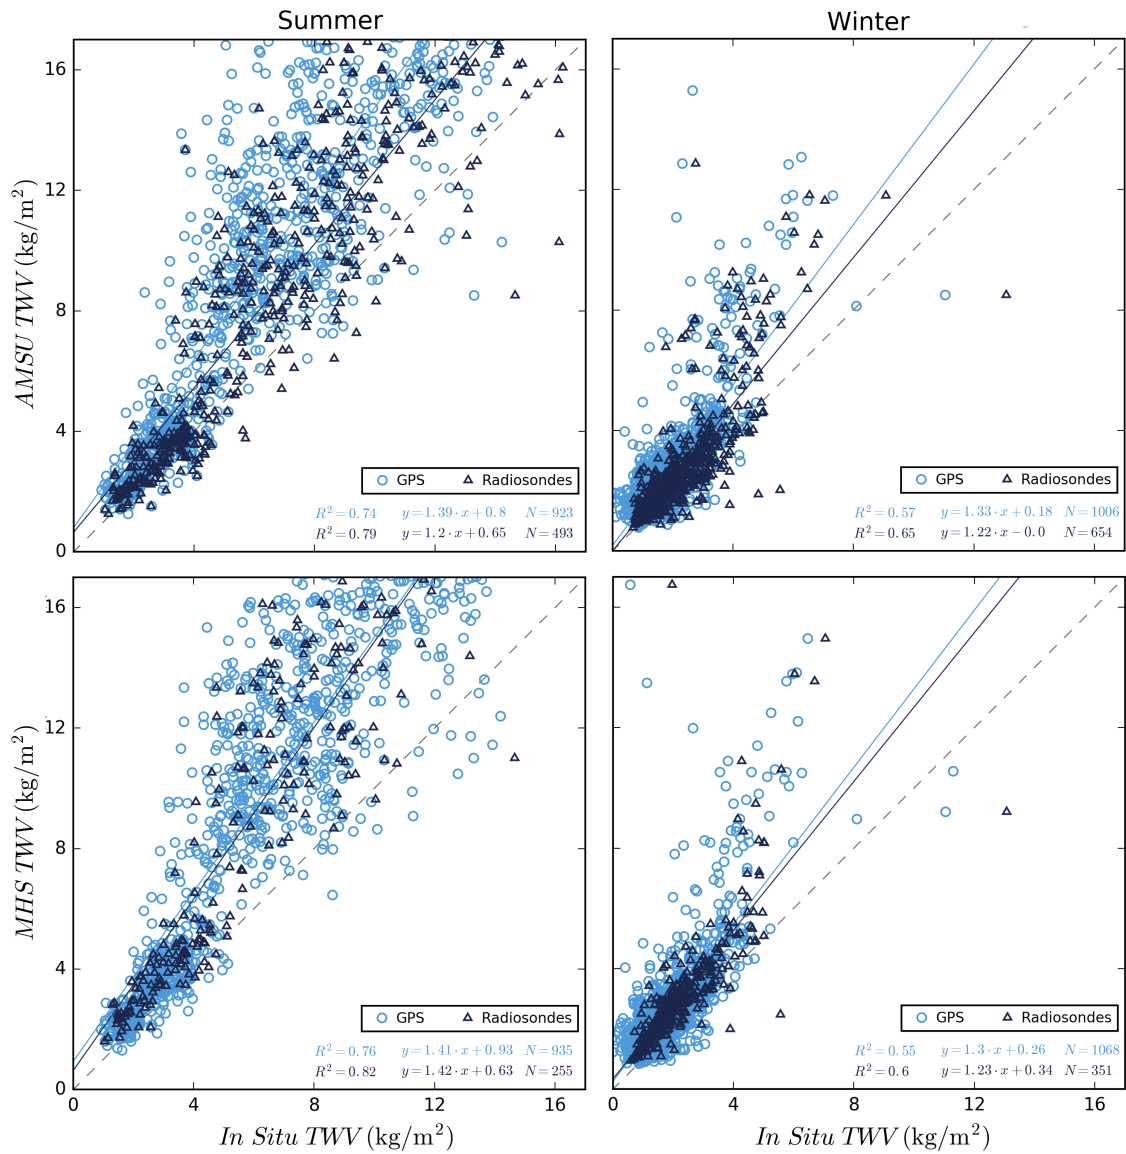 Summer
Winter
AMSU TWV (kg/m²)
16
12
8
4
0
GPS Radiosondes
R² = 0.74 y = 1.39 · x + 0.8 N = 923
R² = 0.79 y = 1.2 · x + 0.65 N = 493
GPS Radiosondes
R² = 0.57 y = 1.33 · x + 0.18 N = 1006
R² = 0.65 y = 1.22 · x − 0.0 N = 654
MHS TWV (kg/m²)
16
12
8
4
0
GPS Radiosondes
R² = 0.76 y = 1.41 · x + 0.93 N = 935
R² = 0.82 y = 1.42 · x + 0.63 N = 255
GPS Radiosondes
R² = 0.55 y = 1.3 · x + 0.26 N = 1068
R² = 0.6 y = 1.23 · x + 0.34 N = 351
0 4 8 12 16
0 4 8 12 16
In Situ TWV (kg/m²)
In Situ TWV (kg/m²)